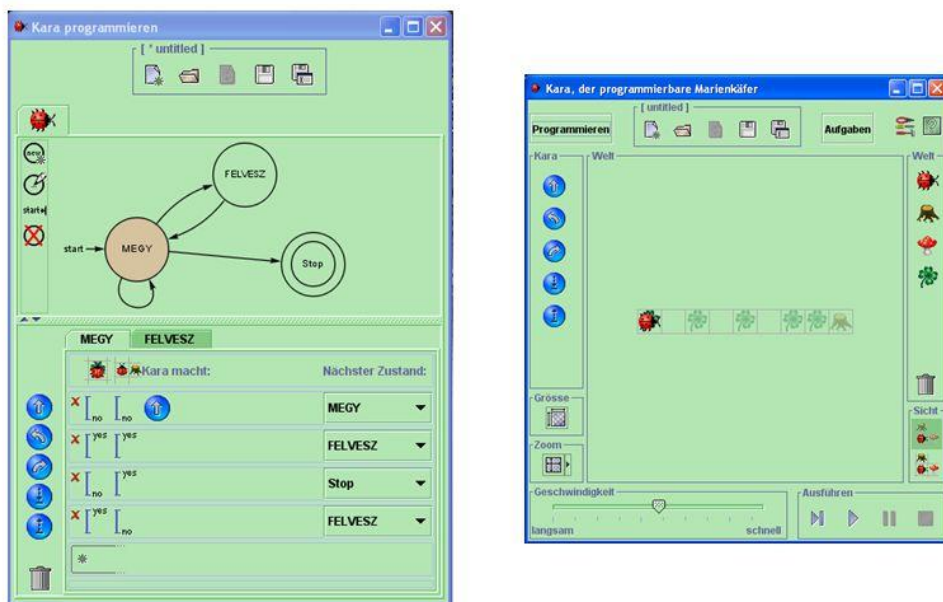 Kara programmieren
[ * untitled ]
new
start
FELVESZ
start
MEGY
Stop
MEGY FELVESZ
Kara macht: Nächster Zustand:
no no MEGY
yes yes FELVESZ
no yes Stop
yes no FELVESZ
Kara, der programmierbare Marienkäfer
[ untitled ]
Programmieren Aufgaben
Kara Welt Welt
Grösse
Sicht
Zoom
Geschwindigkeit Ausführen
langsam schnell